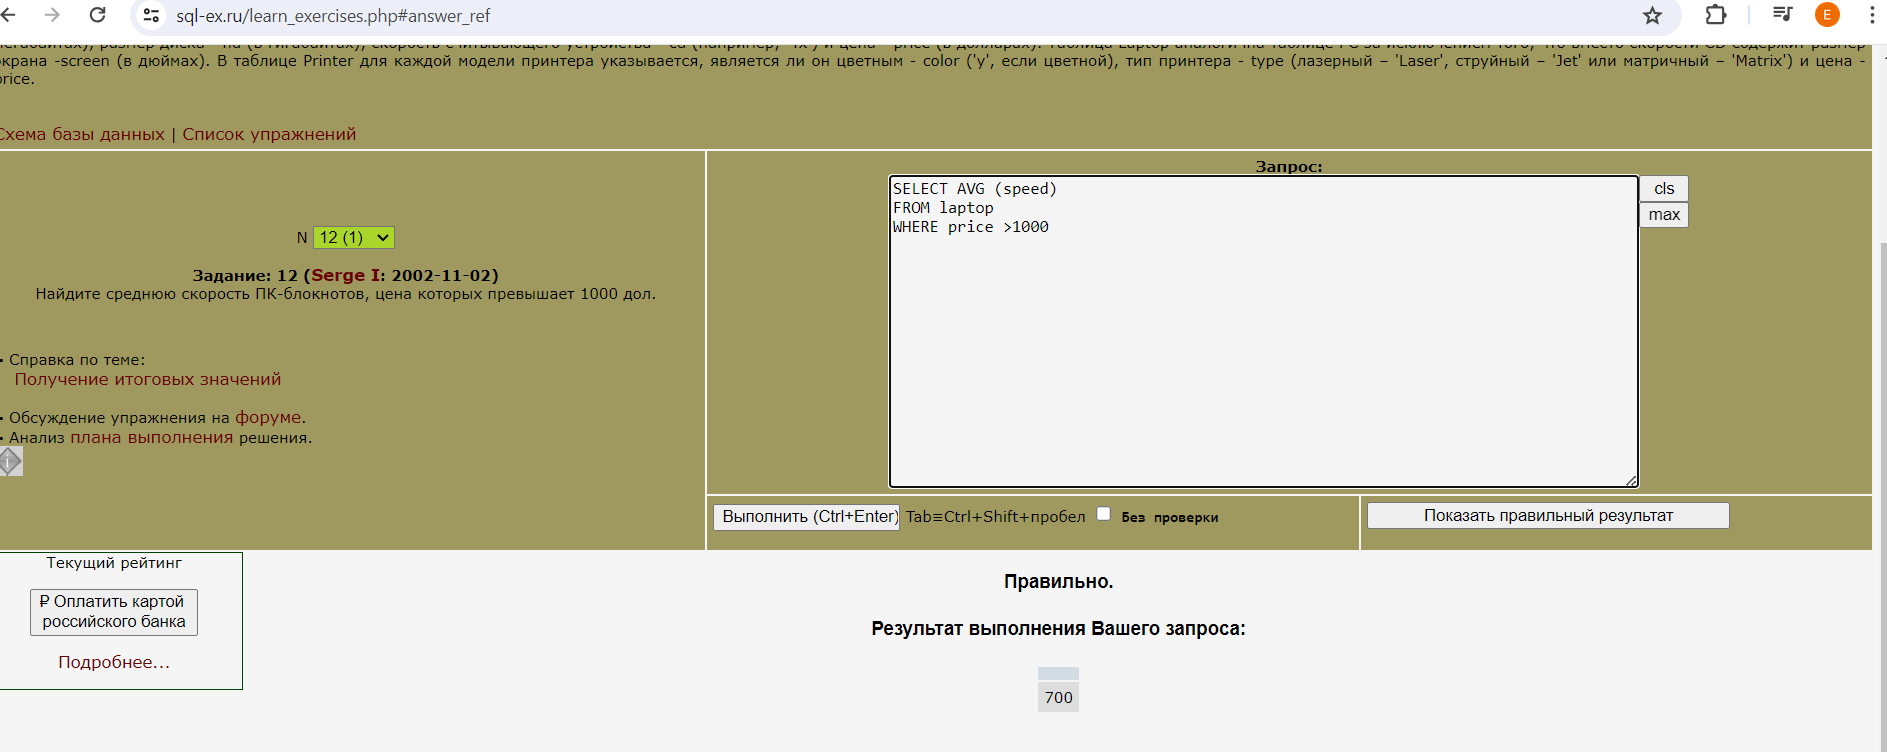 sql-ex.ru/learn_exercises.php#answer_ref
E
экрана -screen (в дюймах). В таблице Printer для каждой модели принтера указывается, является ли он цветным - color ('y', если цветной), тип принтера - type (лазерный – 'Laser', струйный – 'Jet' или матричный – 'Matrix') и цена -
price.
Схема базы данных | Список упражнений
N 12 (1)
Задание: 12 (Serge I: 2002-11-02)
Найдите среднюю скорость ПК-блокнотов, цена которых превышает 1000 дол.
Справка по теме:
Получение итоговых значений
Обсуждение упражнения на форуме.
Анализ плана выполнения решения.
Запрос:
SELECT AVG (speed)
FROM laptop
WHERE price >1000
cls
max
Выполнить (Ctrl+Enter) Tab≡Ctrl+Shift+пробел Без проверки
Показать правильный результат
Текущий рейтинг
₽ Оплатить картой
российского банка
Подробнее...
Правильно.
Результат выполнения Вашего запроса:
700